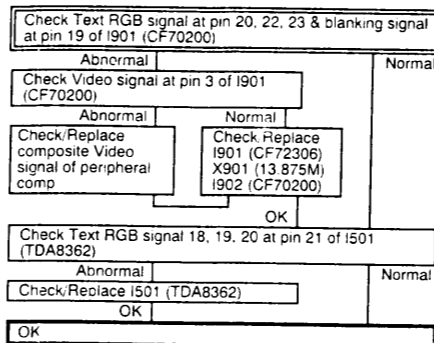 Check Text RGB signal at pin 20, 22, 23 & blanking signal
at pin 19 of I901 (CF70200)
Abnormal
Normal
Check Video signal at pin 3 of I901
(CF70200)
Abnormal
Normal
Check/Replace
composite Video
signal of peripheral
comp
Check Replace
I901 (CF72306)
X901 (13.875M)
I902 (CF70200)
OK
Check Text RGB signal 18, 19, 20 at pin 21 of I501
(TDA8362)
Abnormal
Normal
Check/Replace I501 (TDA8362)
OK
OK